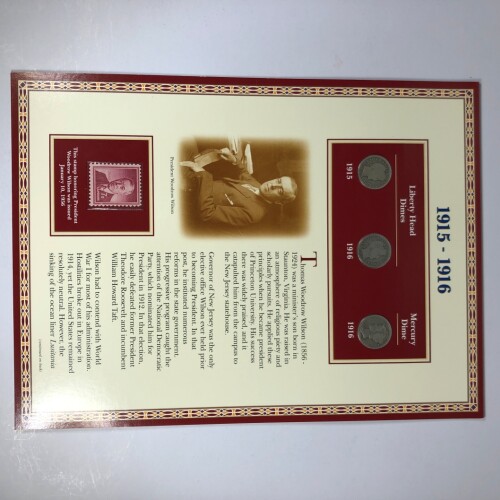 1915 - 1916
Liberty Head
Dimes
Mercury
Dime
1915
1916
1916
President Woodrow Wilson
This stamp honoring President
Woodrow Wilson was issued
January 10, 1956
Thomas Woodrow Wilson (1856 -
1924) was a minister's son born in
Staunton, Virginia. He was raised in
an atmosphere of religious piety and
scholarly pursuits. He applied these
principles when he became president
of Princeton University. His success
there was widely praised, and it
catapulted him from the campus to
the New Jersey statehouse.
Governor of New Jersey was the only
elective office Wilson ever held prior
to becoming President. In that
post, he instituted numerous
reforms in the state government.
His progressive program caught the
attention of the National Democratic
Party, which nominated him for
President in 1912. In that election,
he easily defeated former President
Theodore Roosevelt and incumbent
William Howard Taft.
Wilson had to contend with World
War I for most of his administration.
Hostilities broke out in Europe in
1914, yet the United States remained
resolutely neutral. However, the
sinking of the ocean liner Lusitania